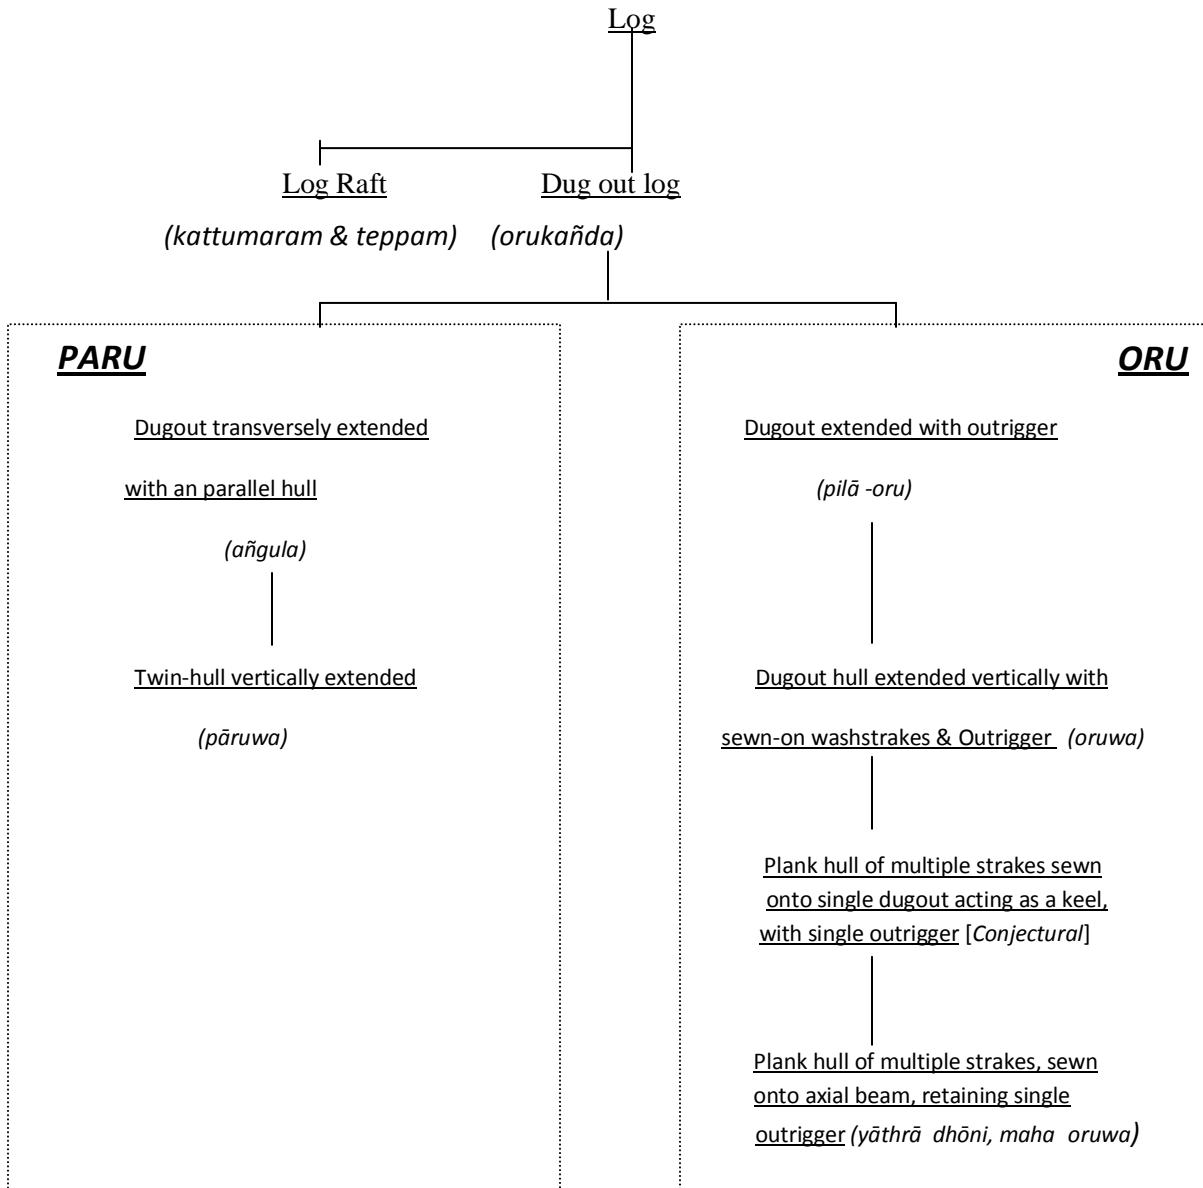 Log
Log Raft
Dug out log
(kattumaram & teppam)
(orukañda)
PARU
Dugout transversely extended
with an parallel hull
(añgula)
Twin-hull vertically extended
(pāruwa)
ORU
Dugout extended with outrigger
(pilā -oru)
Dugout hull extended vertically with
sewn-on washstrakes & Outrigger (oruwa)
Plank hull of multiple strakes sewn
onto single dugout acting as a keel,
with single outrigger [Conjectural]
Plank hull of multiple strakes, sewn
onto axial beam, retaining single
outrigger (yāthrā dhōni, maha oruwa)